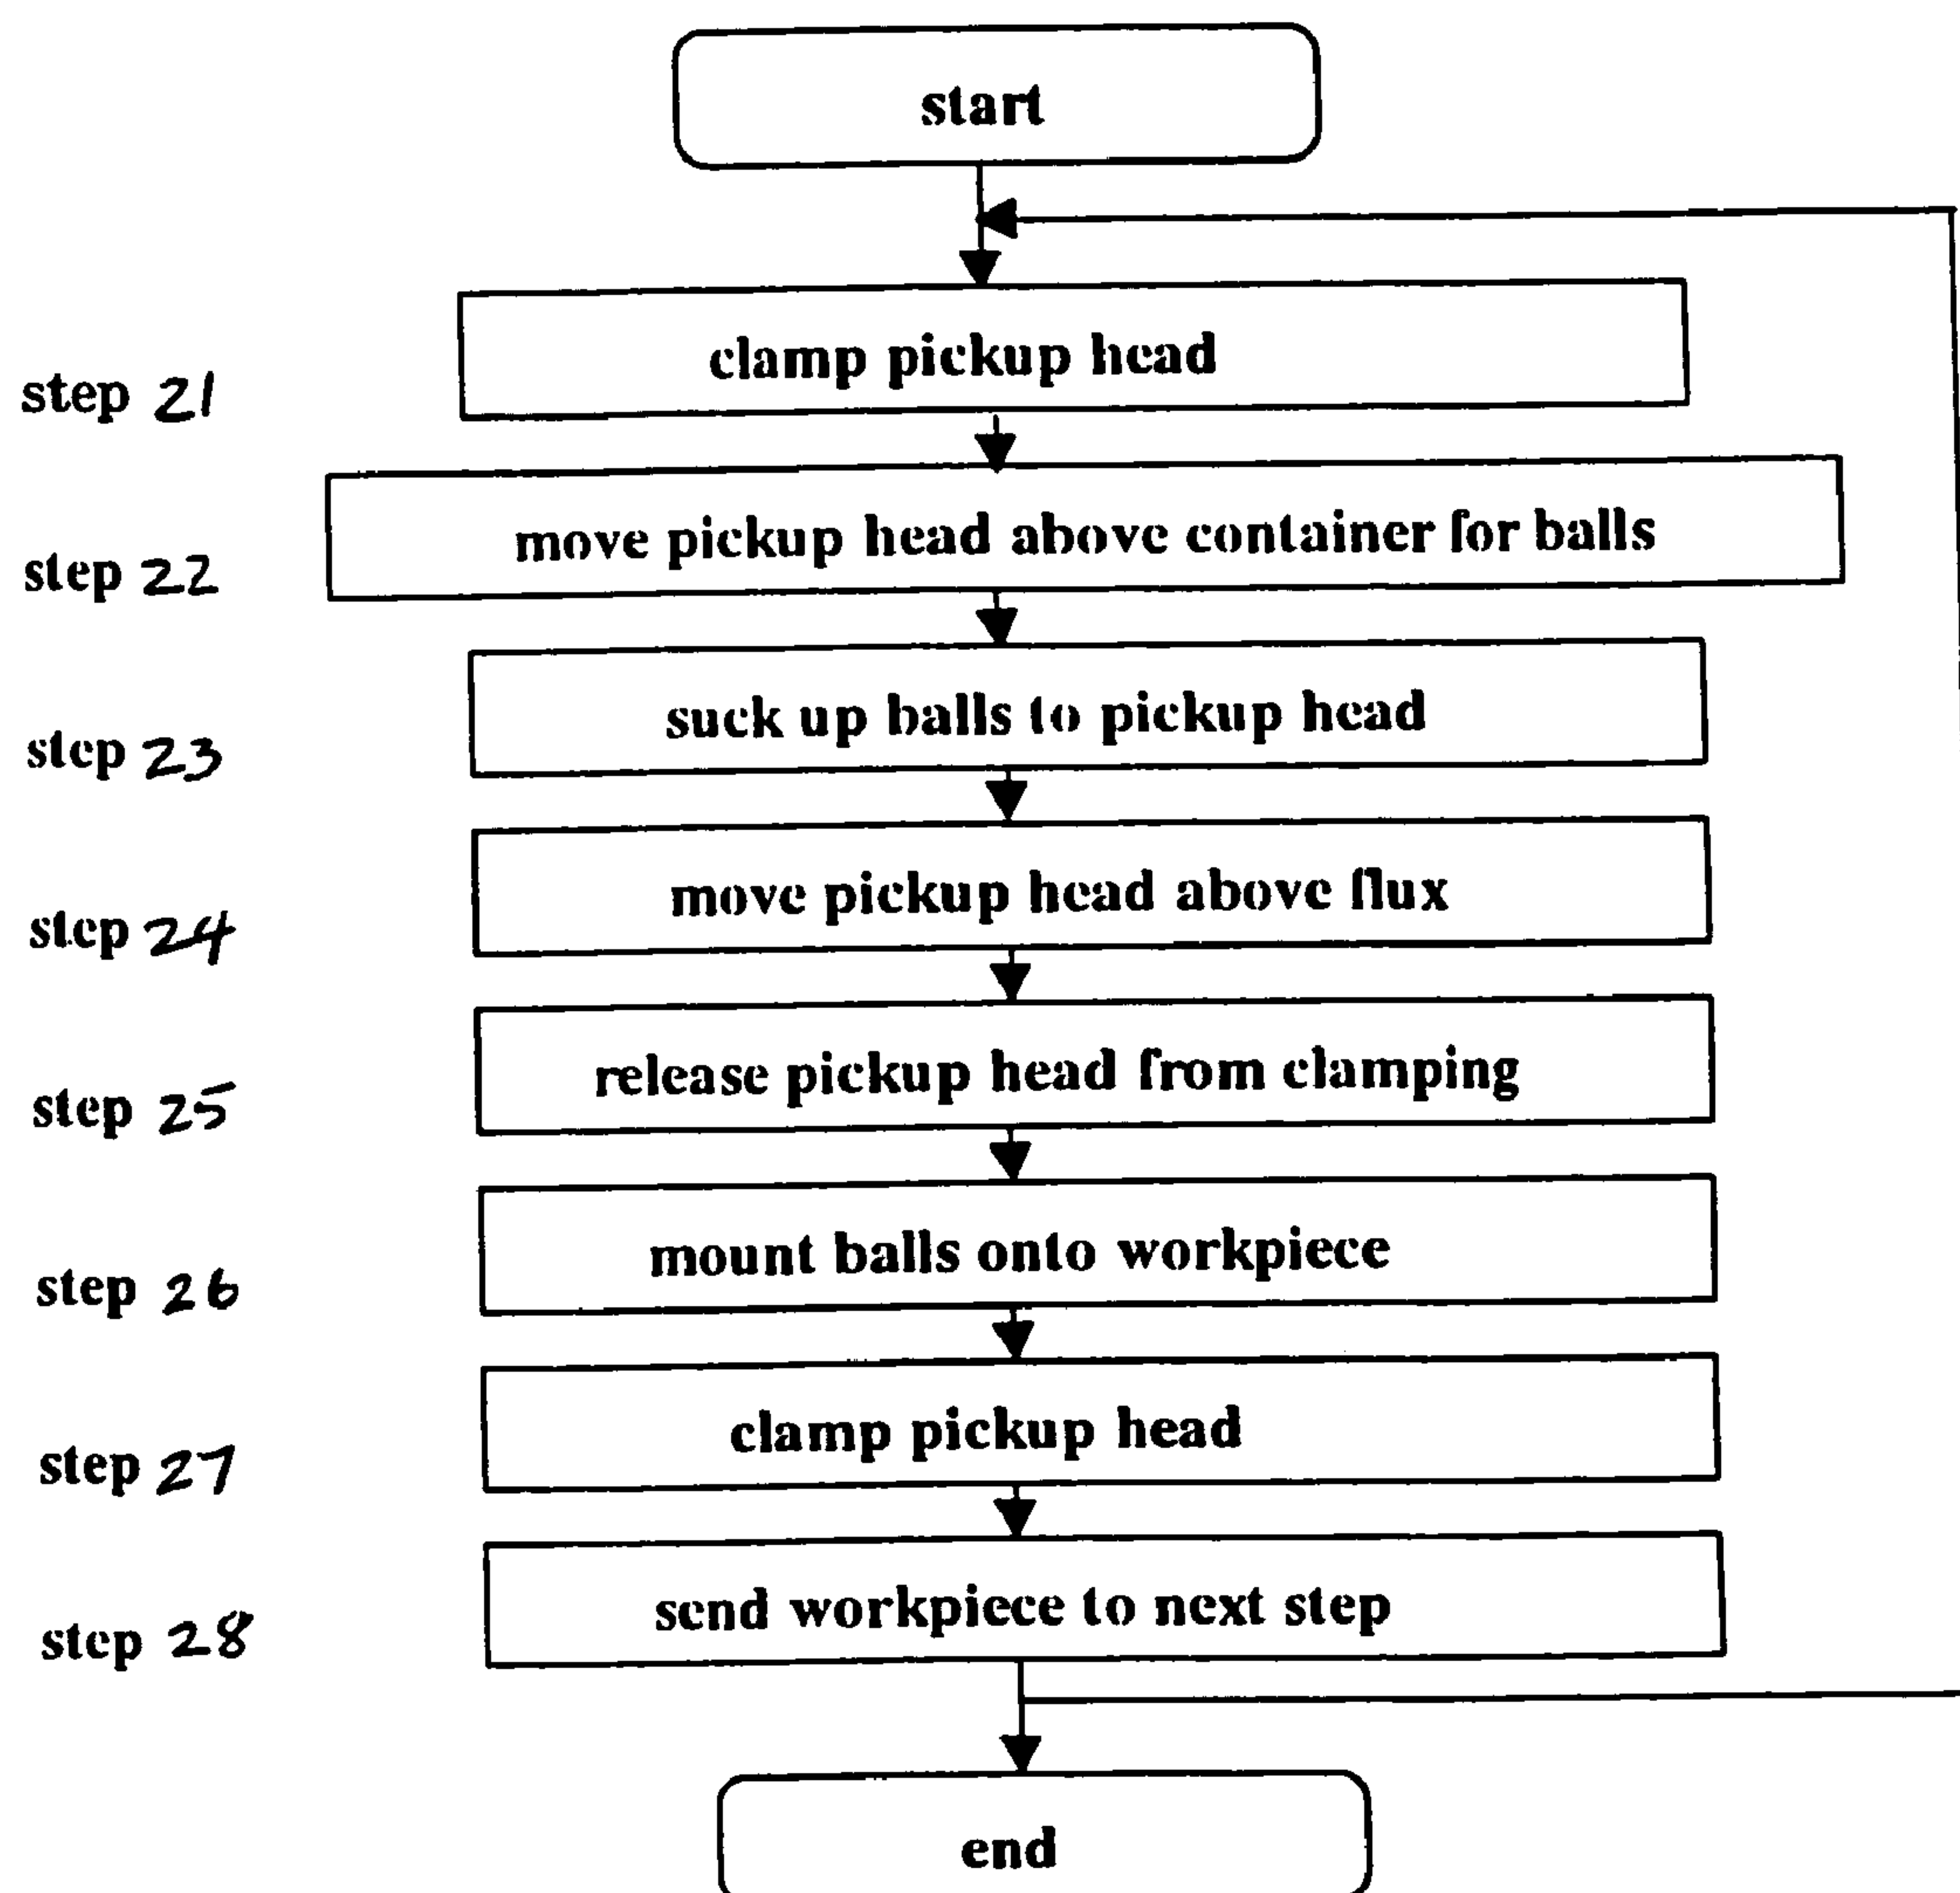 start
step 21
clamp pickup head
step 22
move pickup head above container for balls
step 23
suck up balls to pickup head
step 24
move pickup head above flux
step 25
release pickup head from clamping
step 26
mount balls onto workpiece
step 27
clamp pickup head
step 28
send workpiece to next step
end